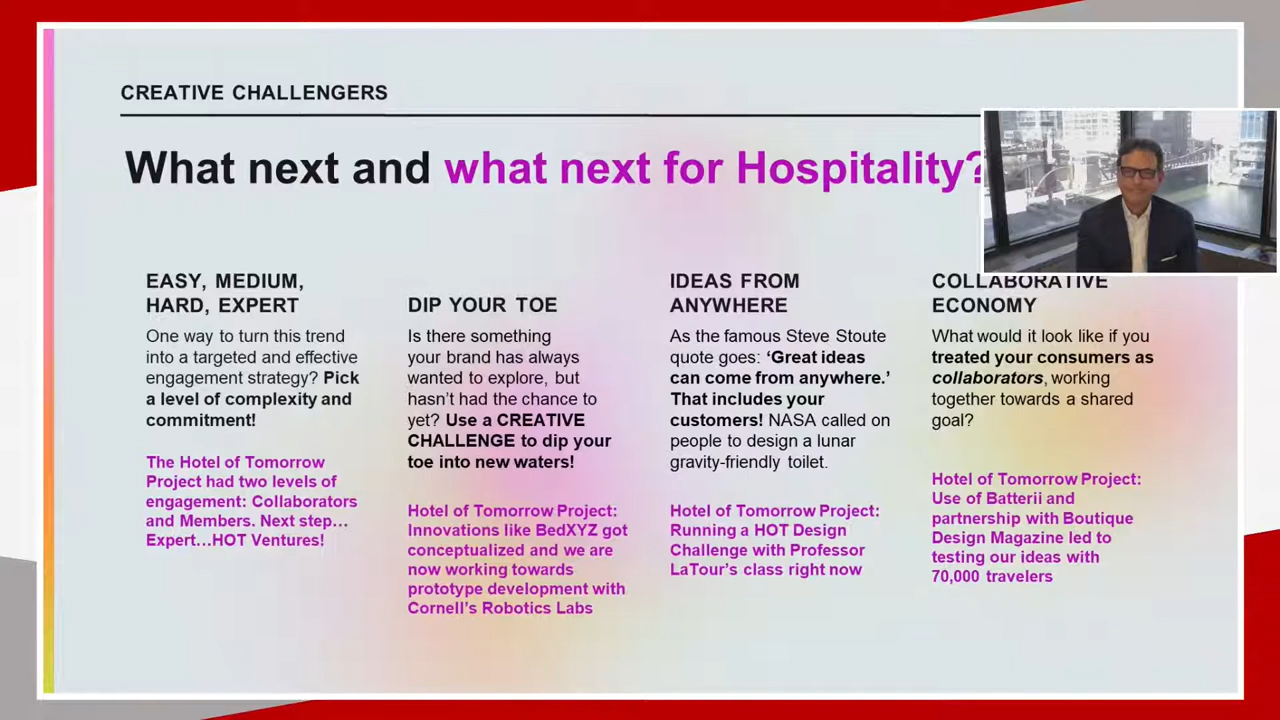 CREATIVE CHALLENGERS
What next and what next for Hospitality?
EASY, MEDIUM,
HARD, EXPERT
One way to turn this trend
into a targeted and effective
engagement strategy? Pick
a level of complexity and
commitment!
The Hotel of Tomorrow
Project had two levels of
engagement: Collaborators
and Members. Next step…
Expert…HOT Ventures!
DIP YOUR TOE
Is there something
your brand has always
wanted to explore, but
hasn't had the chance to
yet? Use a CREATIVE
CHALLENGE to dip your
toe into new waters!
Hotel of Tomorrow Project:
Innovations like BedXYZ got
conceptualized and we are
now working towards
prototype development with
Cornell's Robotics Labs
IDEAS FROM
ANYWHERE
As the famous Steve Stoute
quote goes: ‘Great ideas
can come from anywhere.’
That includes your
customers! NASA called on
people to design a lunar
gravity-friendly toilet.
Hotel of Tomorrow Project:
Running a HOT Design
Challenge with Professor
LaTour’s class right now
COLLABORATIVE
ECONOMY
What would it look like if you
treated your consumers as
collaborators, working
together towards a shared
goal?
Hotel of Tomorrow Project:
Use of Batterii and
partnership with Boutique
Design Magazine led to
testing our ideas with
70,000 travelers